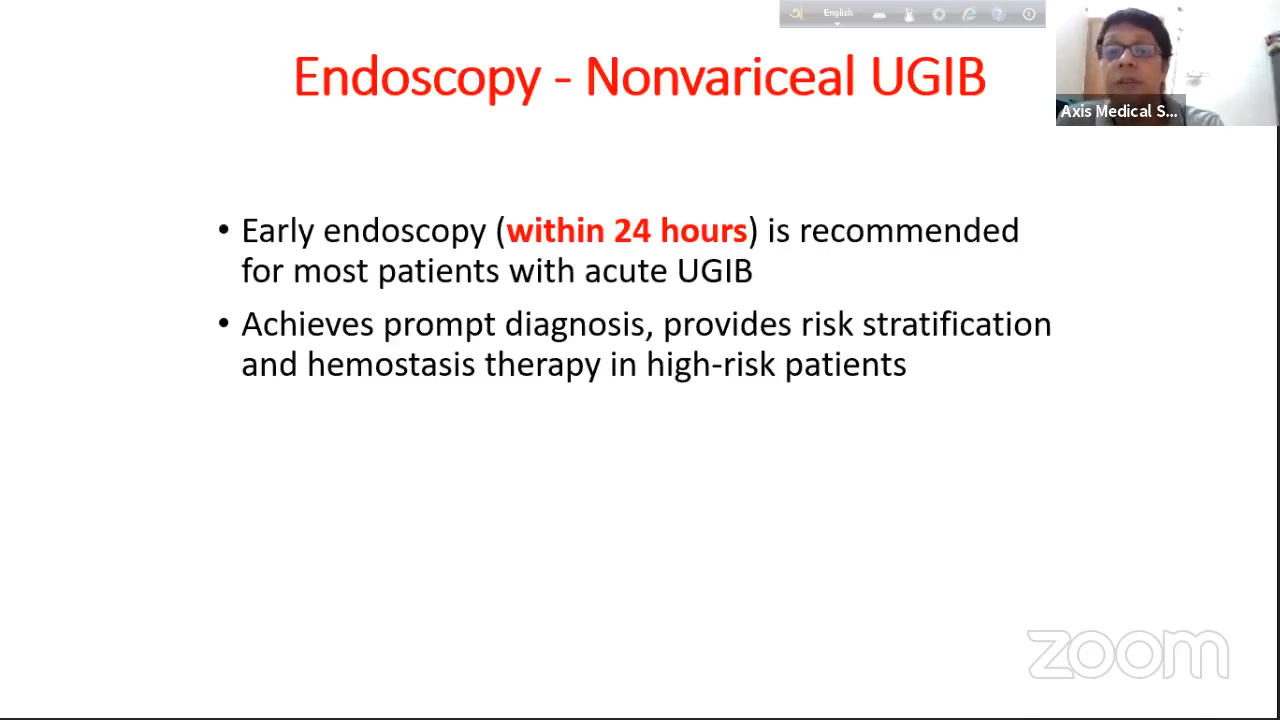 English
Endoscopy - Nonvariceal UGIB
Axis Medical S...
• Early endoscopy (within 24 hours) is recommended
for most patients with acute UGIB
• Achieves prompt diagnosis, provides risk stratification
and hemostasis therapy in high-risk patients
zoom